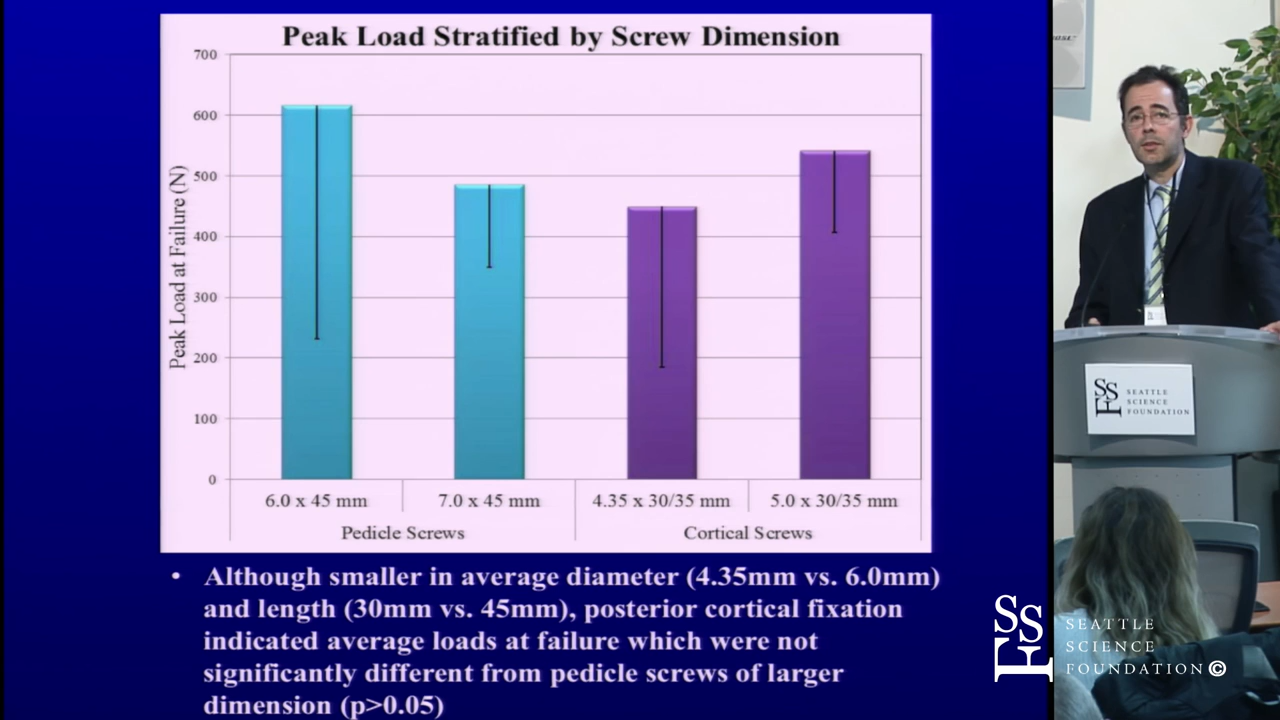 Peak Load Stratified by Screw Dimension
700
600
500
400
300
200
100
0
Peak Load at Failure (N)
6.0 x 45 mm
7.0 x 45 mm
4.35 x 30/35 mm
5.0 x 30/35 mm
Pedicle Screws
Cortical Screws
• Although smaller in average diameter (4.35mm vs. 6.0mm)
and length (30mm vs. 45mm), posterior cortical fixation
indicated average loads at failure which were not
significantly different from pedicle screws of larger
dimension (p>0.05)
SSF
SEATTLE
SCIENCE
FOUNDATION
SSF
SEATTLE
SCIENCE
FOUNDATION©